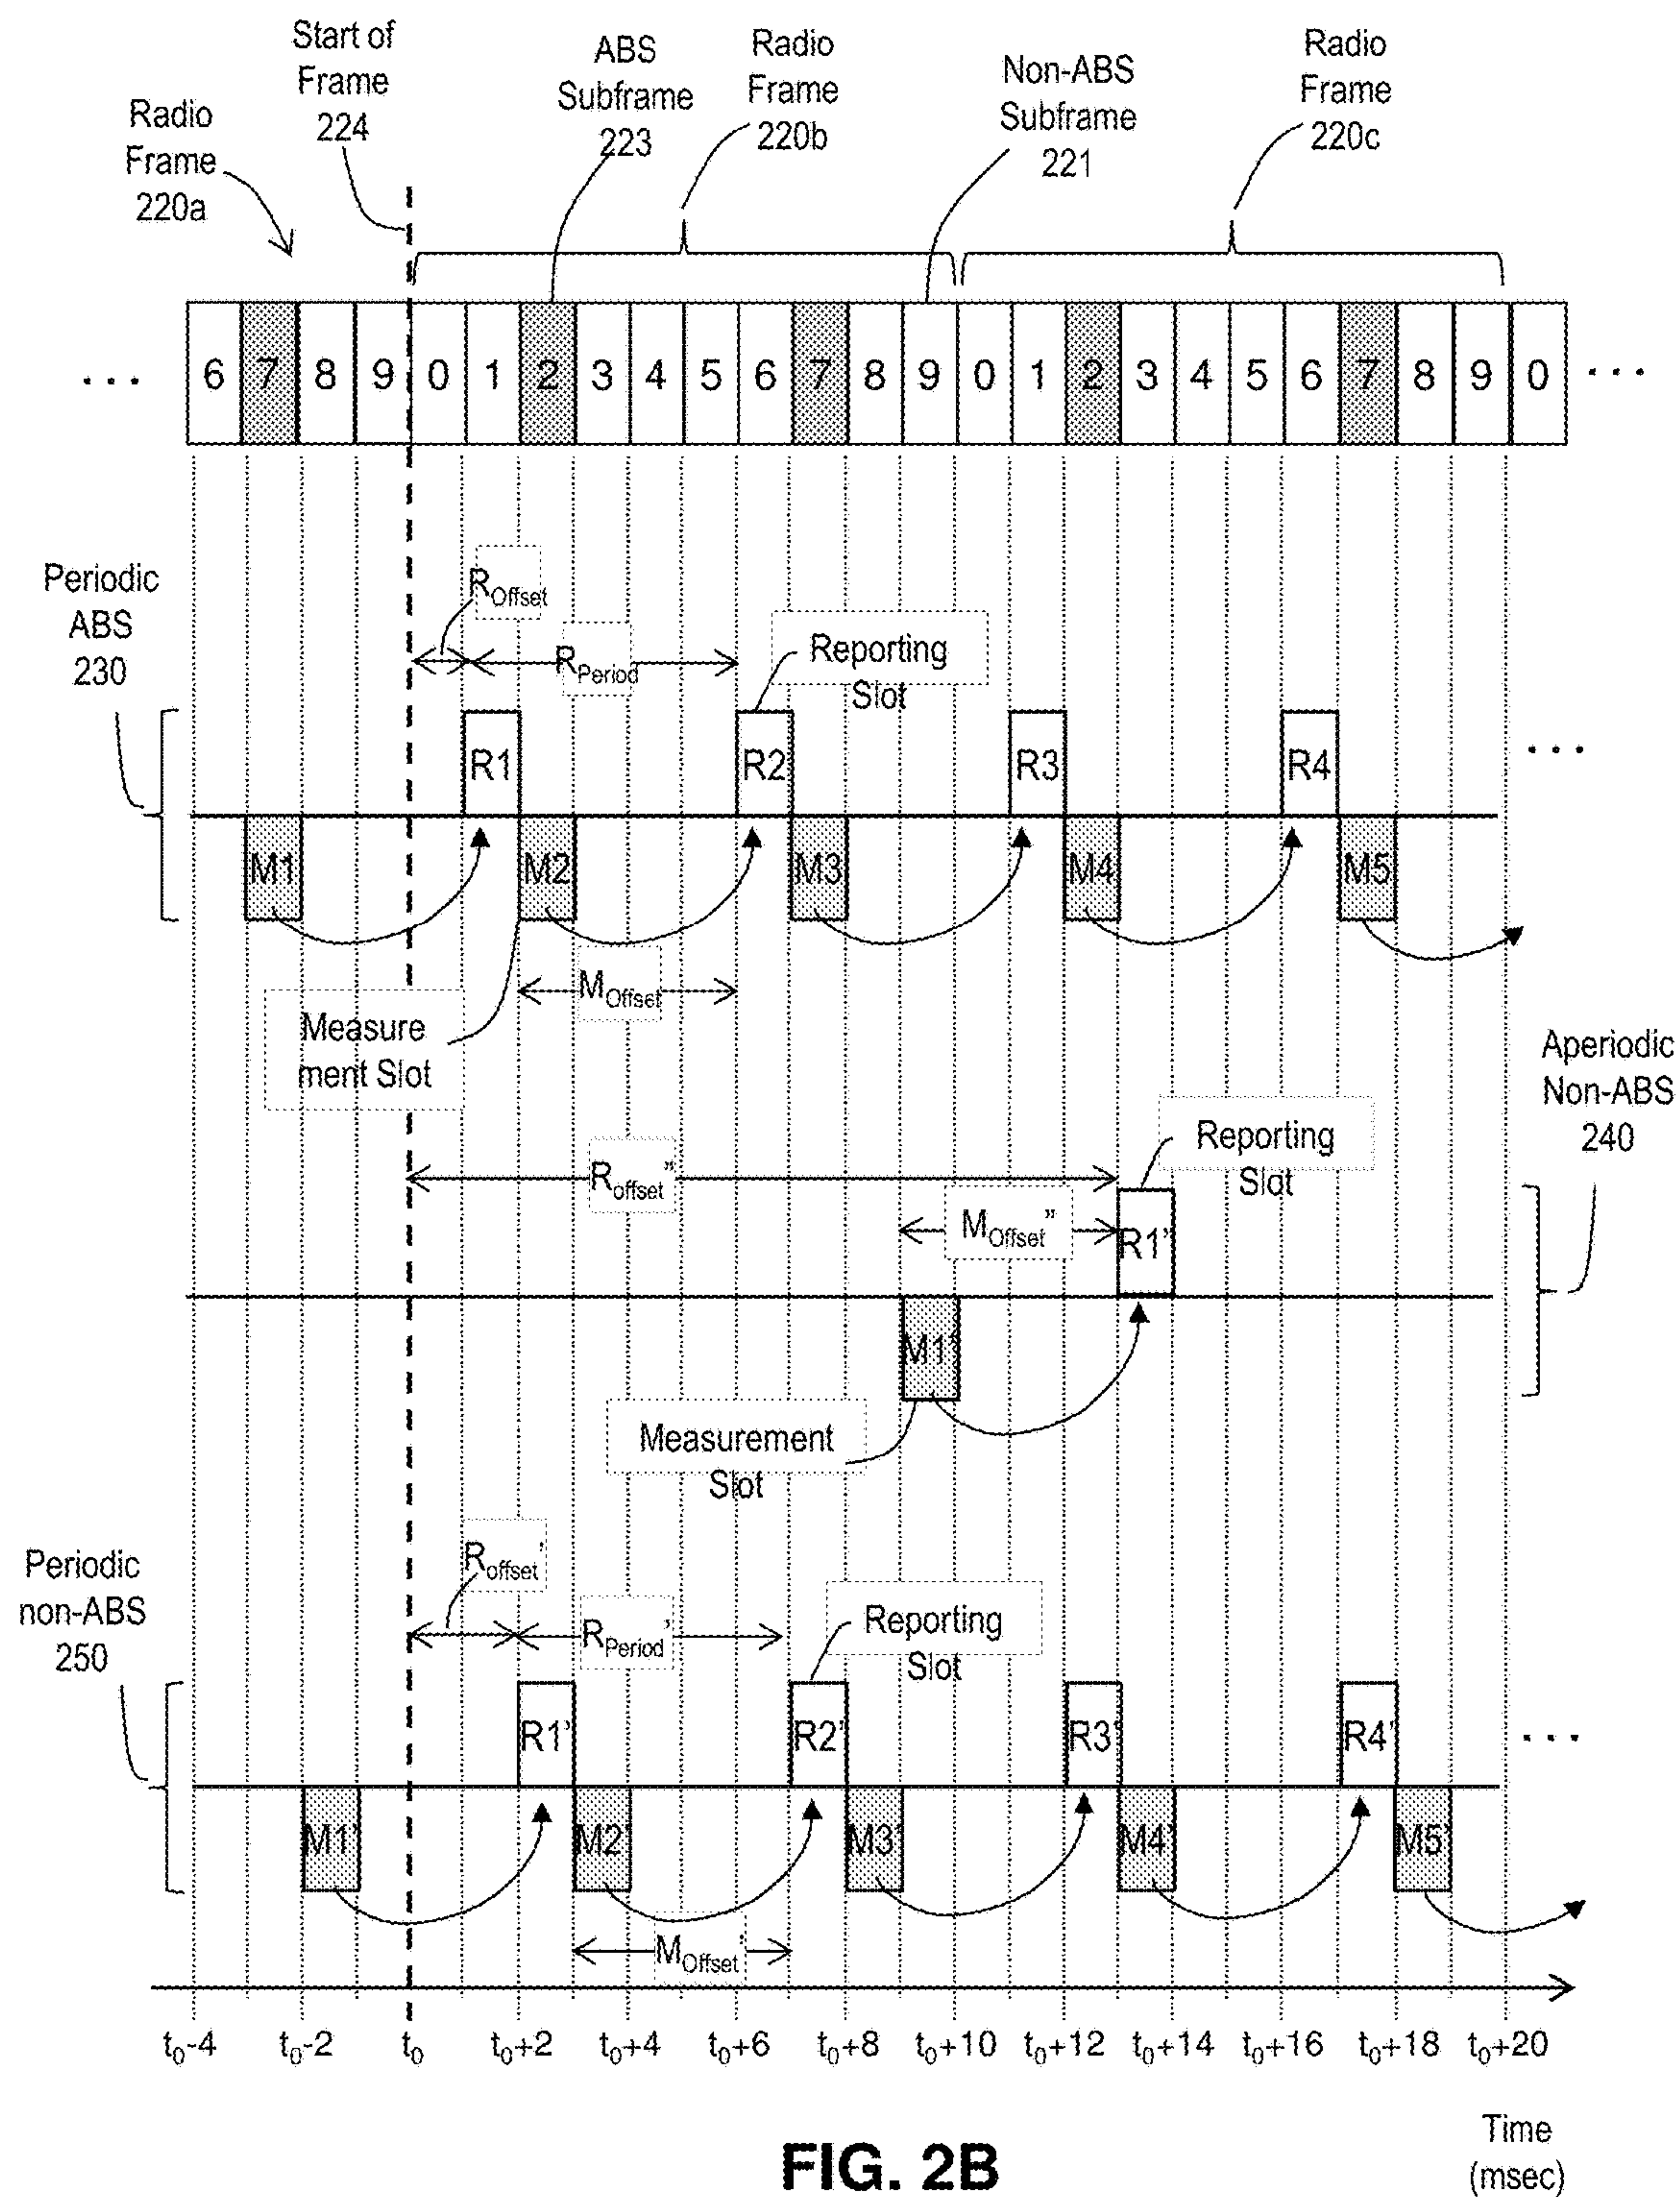 Start of
Frame
224
ABS
Subframe
223
Radio
Frame
220b
Non-ABS
Subframe
221
Radio
Frame
220c
Radio
Frame
220a
... 6 7 8 9 0 1 2 3 4 5 6 7 8 9 0 1 2 3 4 5 6 7 8 9 0 ...
Periodic
ABS
230
ROffset
RPeriod
Reporting
Slot
R1 R2 R3 R4 ...
M1 M2 M3 M4 M5
MOffset
Measure
ment Slot
Aperiodic
Non-ABS
240
Reporting
Slot
Roffset”
MOffset”
R1”
M1”
Measurement
Slot
Periodic
non-ABS
250
Roffset’
RPeriod’
Reporting
Slot
R1’ R2’ R3’ R4’ ...
M1’ M2’ M3’ M4’ M5’
MOffset’
t0-4 t0-2 t0 t0+2 t0+4 t0+6 t0+8 t0+10 t0+12 t0+14 t0+16 t0+18 t0+20
Time
(msec)
FIG. 2B